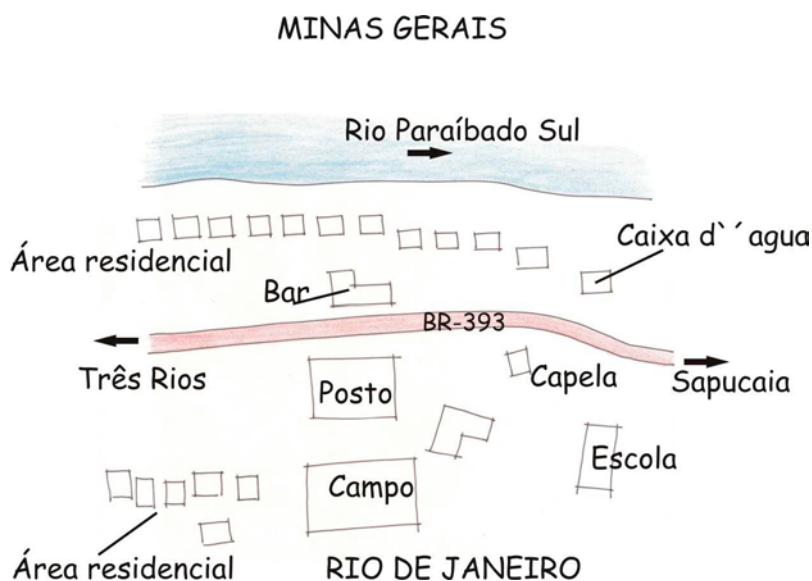 MINAS GERAIS
Rio Paraíbado Sul
Caixa d``agua
Área residencial
Bar
BR-393
Três Rios
Posto
Capela
Sapucaia
Campo
Escola
Área residencial
RIO DE JANEIRO